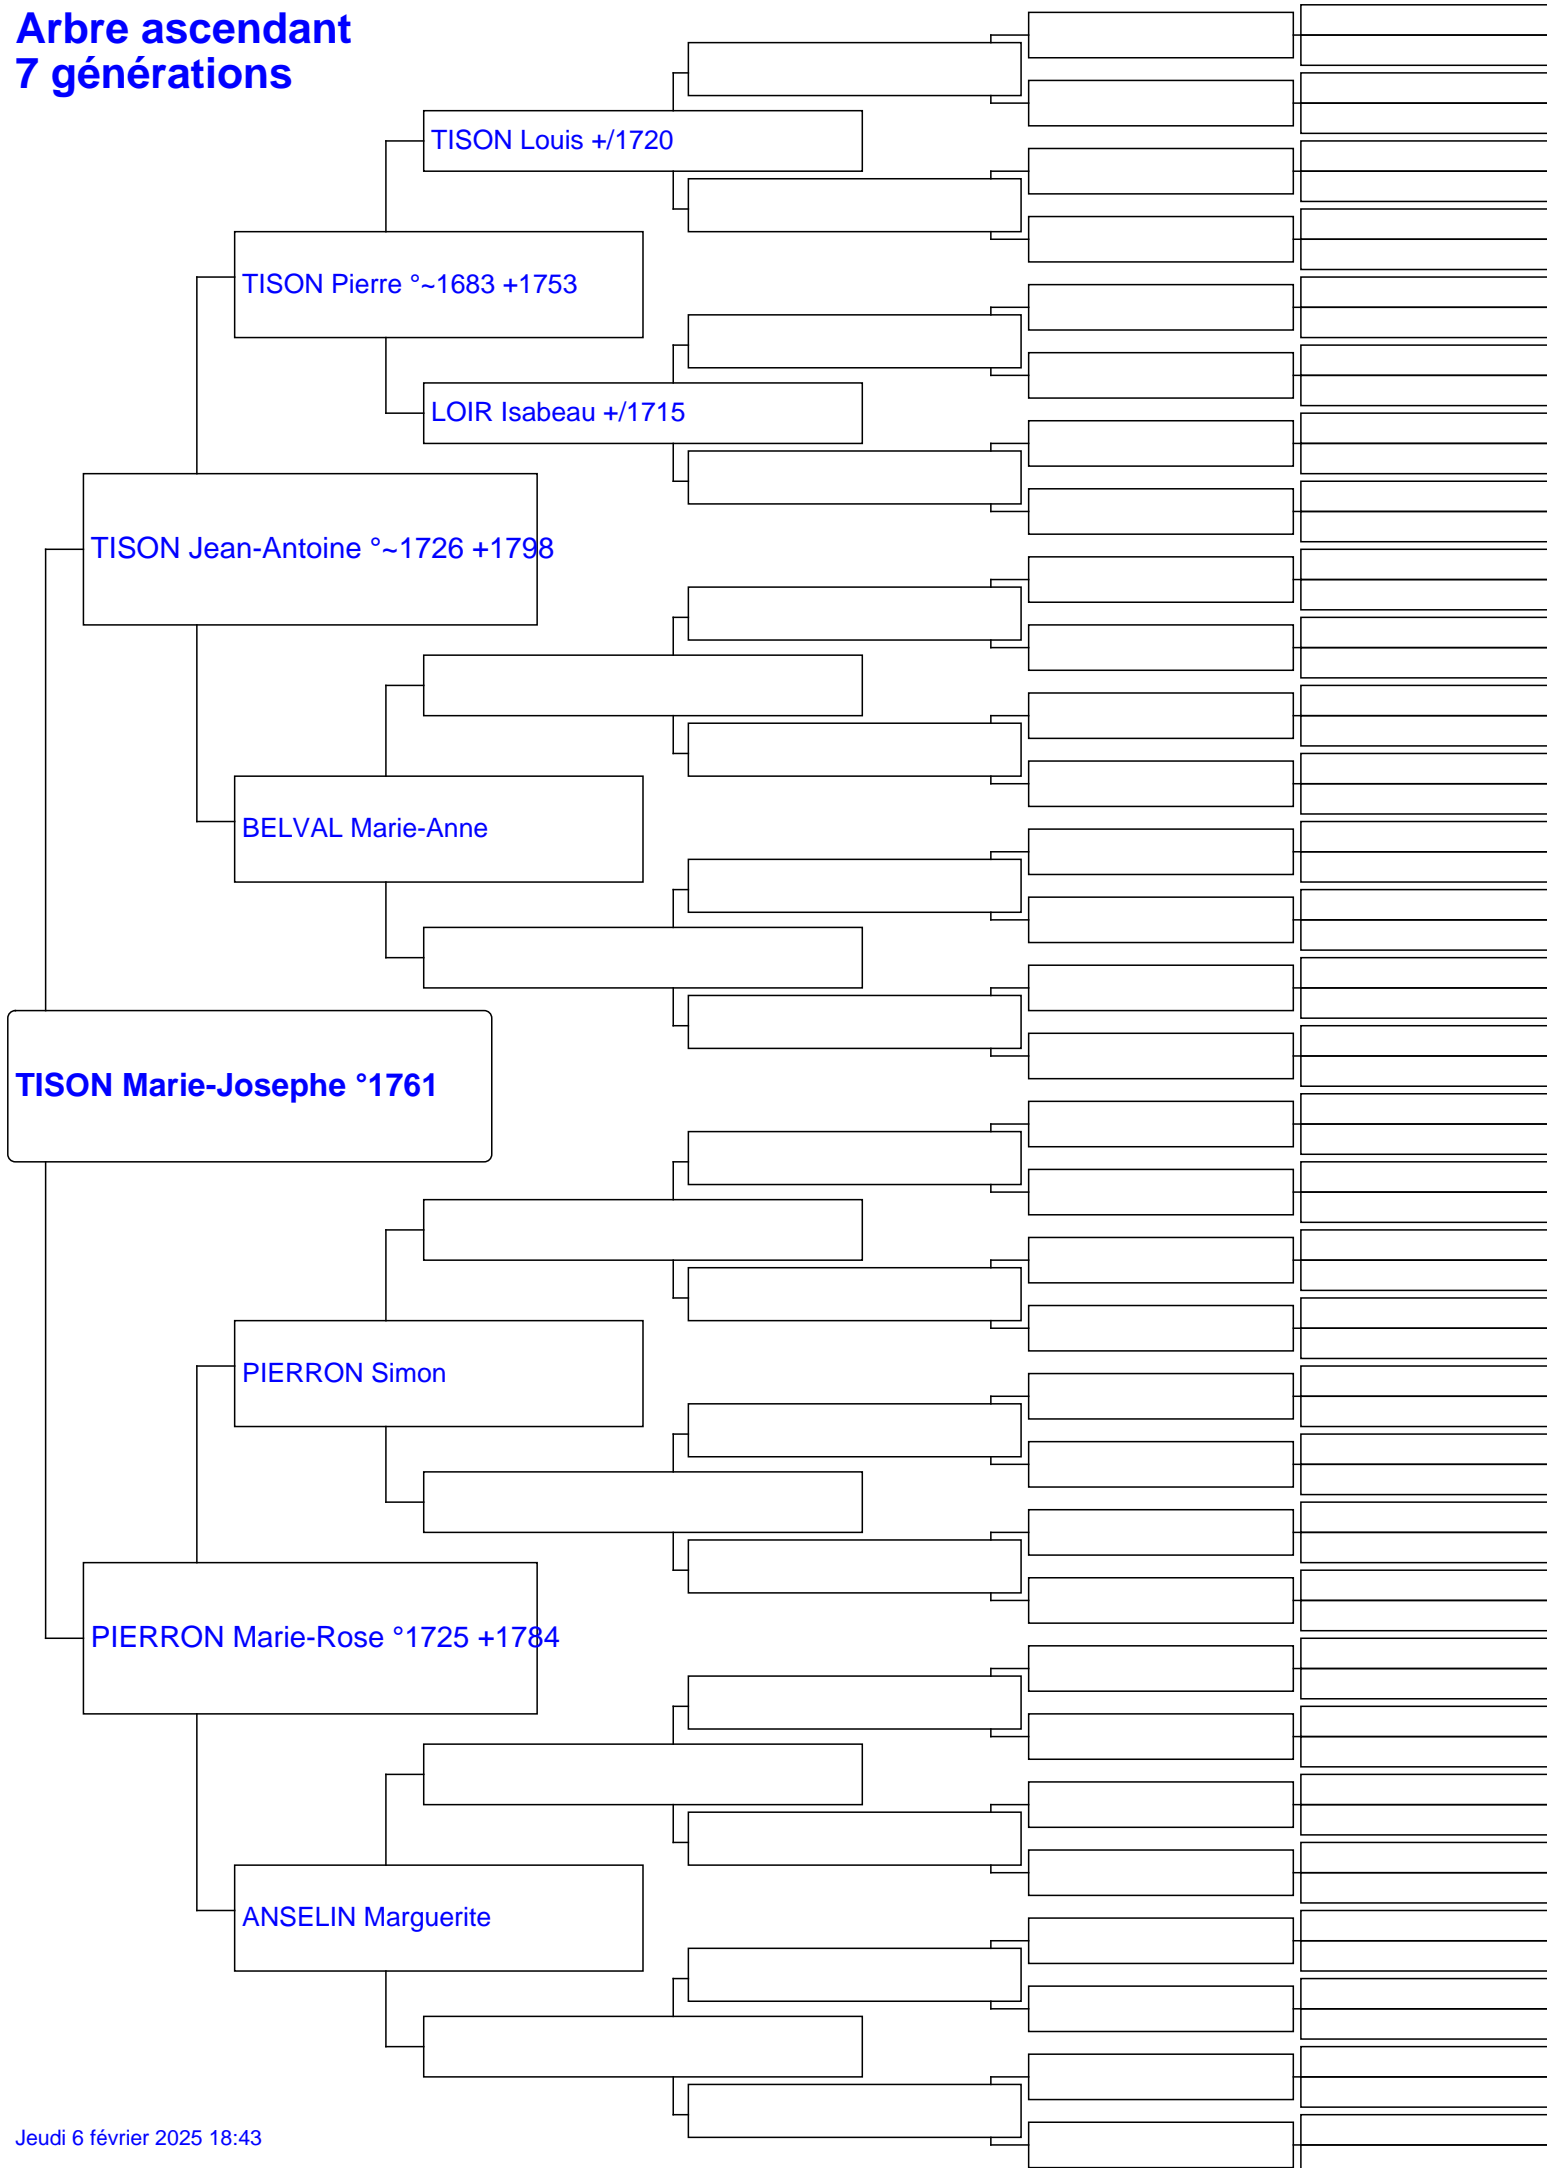 Arbre ascendant
7 générations
TISON Louis +/1720
TISON Pierre °~1683 +1753
LOIR Isabeau +/1715
TISON Jean-Antoine °~1726 +1798
BELVAL Marie-Anne
TISON Marie-Josephe °1761
PIERRON Simon
PIERRON Marie-Rose °1725 +1784
ANSELIN Marguerite
Jeudi 6 février 2025 18:43